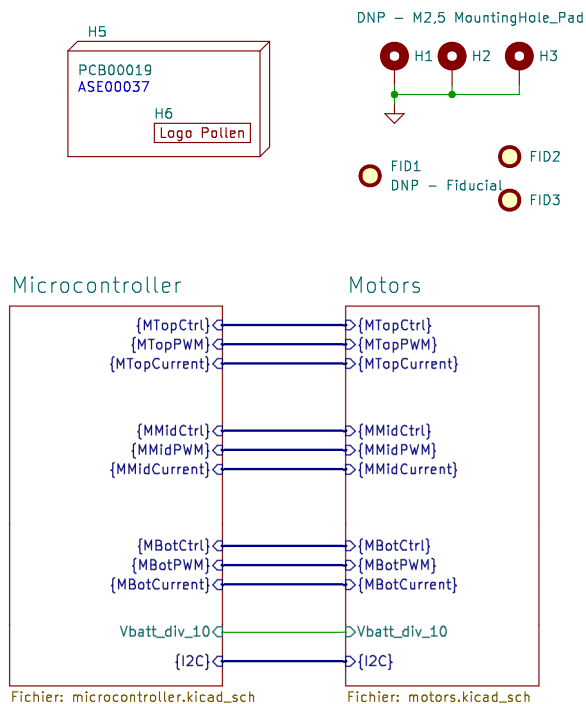 DNP - M2,5 MountingHole_Pad
H5
H1
H2
H3
PCB00019
ASE00037
H6
Logo Pollen
FID1
DNP - Fiducial
FID2
FID3
Microcontroller
Motors
{MTopCtrl}
{MTopCtrl}
{MTopPWM}
{MTopPWM}
{MTopCurrent}
{MTopCurrent}
{MMidCtrl}
{MMidCtrl}
{MMidPWM}
{MMidPWM}
{MMidCurrent}
{MMidCurrent}
{MBotCtrl}
{MBotCtrl}
{MBotPWM}
{MBotPWM}
{MBotCurrent}
{MBotCurrent}
Vbatt_div_10
Vbatt_div_10
{I2C}
{I2C}
Fichier: microcontroller.kicad_sch
Fichier: motors.kicad_sch